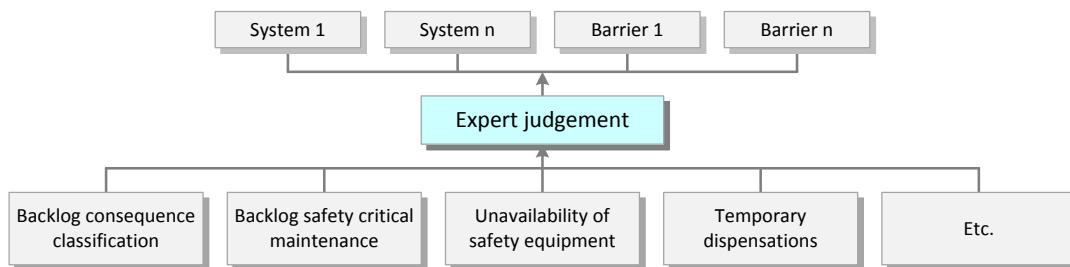 System 1
System n
Barrier 1
Barrier n
Expert judgement
Backlog consequence
classification
Backlog safety critical
maintenance
Unavailability of
safety equipment
Temporary
dispensations
Etc.